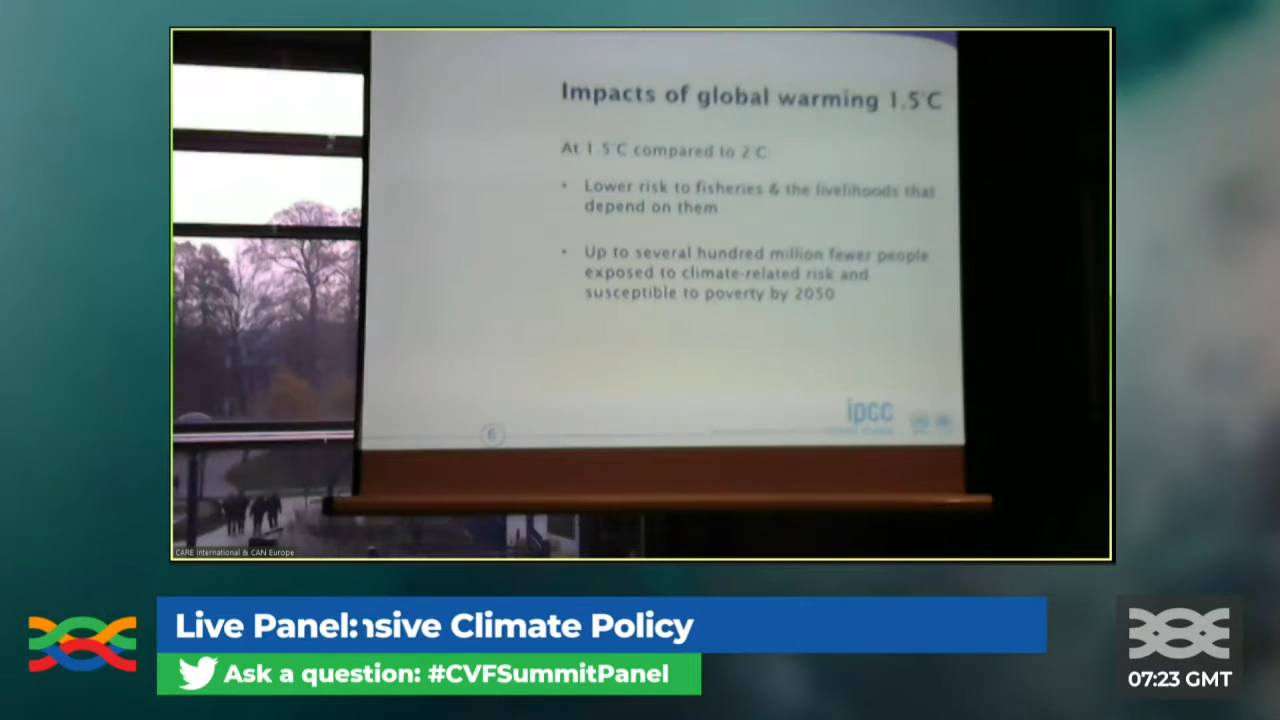 Impacts of global warming 1.5°C
At 1.5°C compared to 2°C
• Lower risk to fisheries & the livelihoods that
depend on them
• Up to several hundred million fewer people
exposed to climate-related risk and
susceptible to poverty by 2050
ipcc
6
CARE International & CAN Europe
Live Panel: nsive Climate Policy
Ask a question: #CVFSummitPanel
07:23 GMT